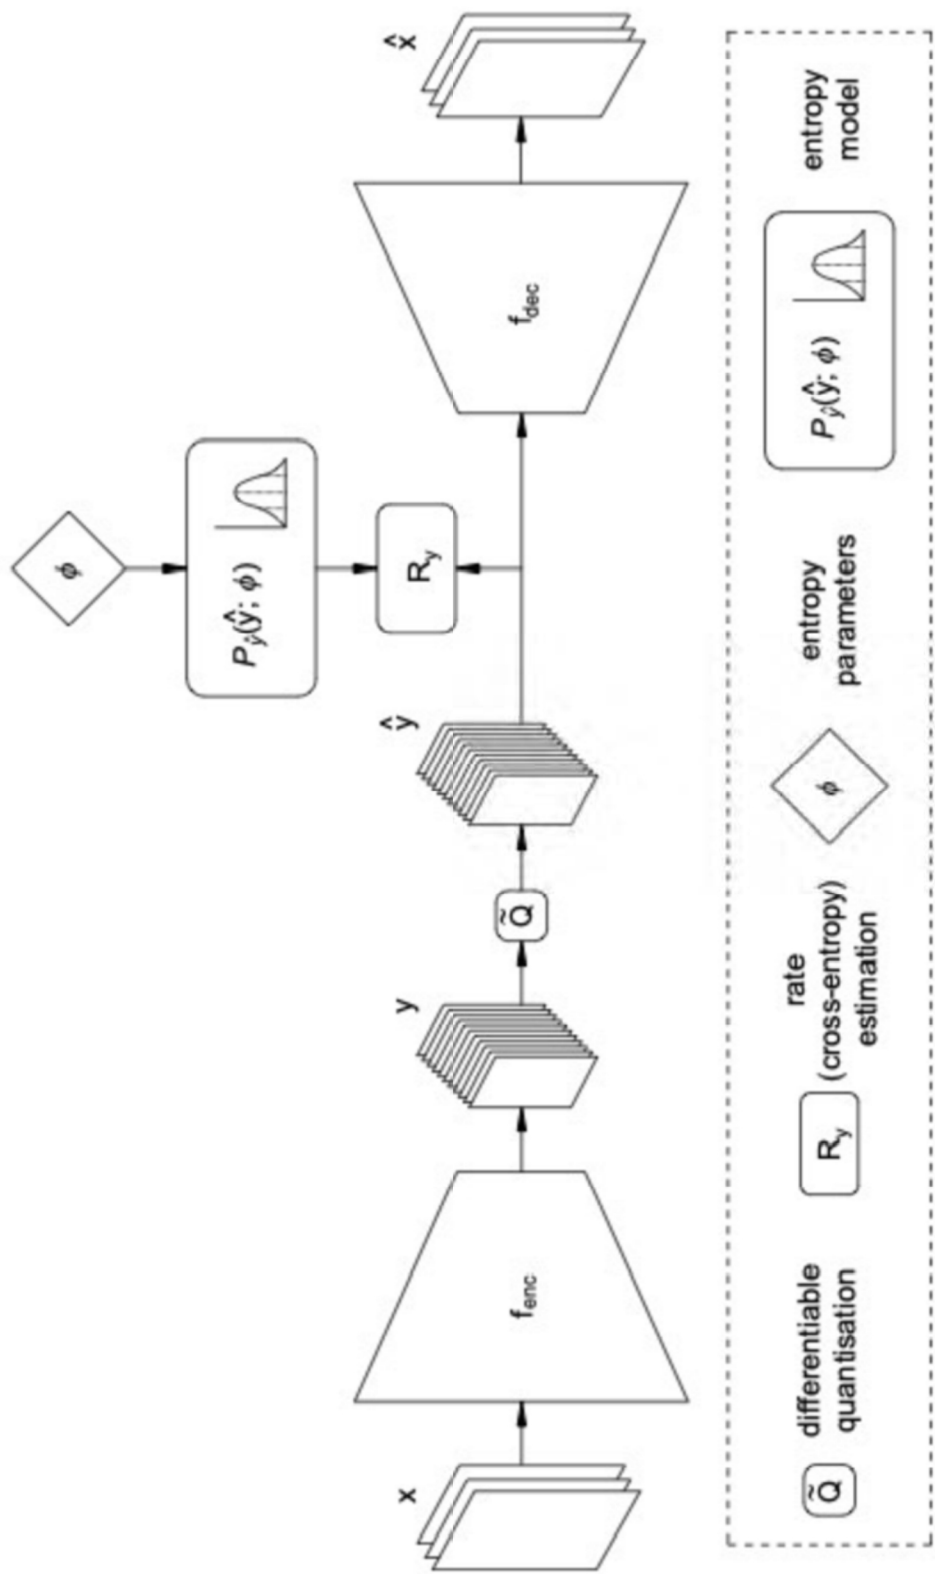 x
f_enc
y
Q̃
ŷ
ϕ
P_ŷ(ŷ; ϕ)
R_y
f_dec
x̂
Q̃
differentiable
quantisation
R_y
rate
(cross-entropy)
estimation
ϕ
entropy
parameters
P_ŷ(ŷ; ϕ)
entropy
model